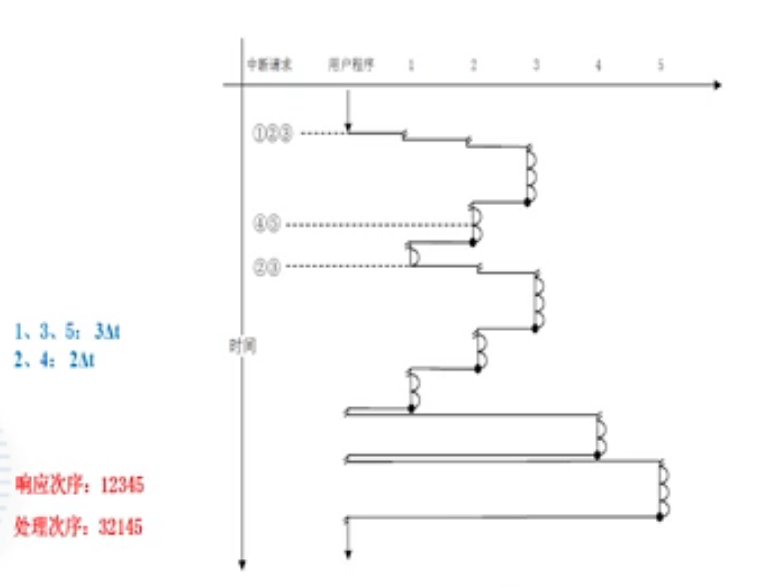 中断请求 用户程序 1 2 3 4 5
①②③
④⑤
②③
时间
1、3、5：3Δt
2、4：2Δt
响应次序：12345
处理次序：32145